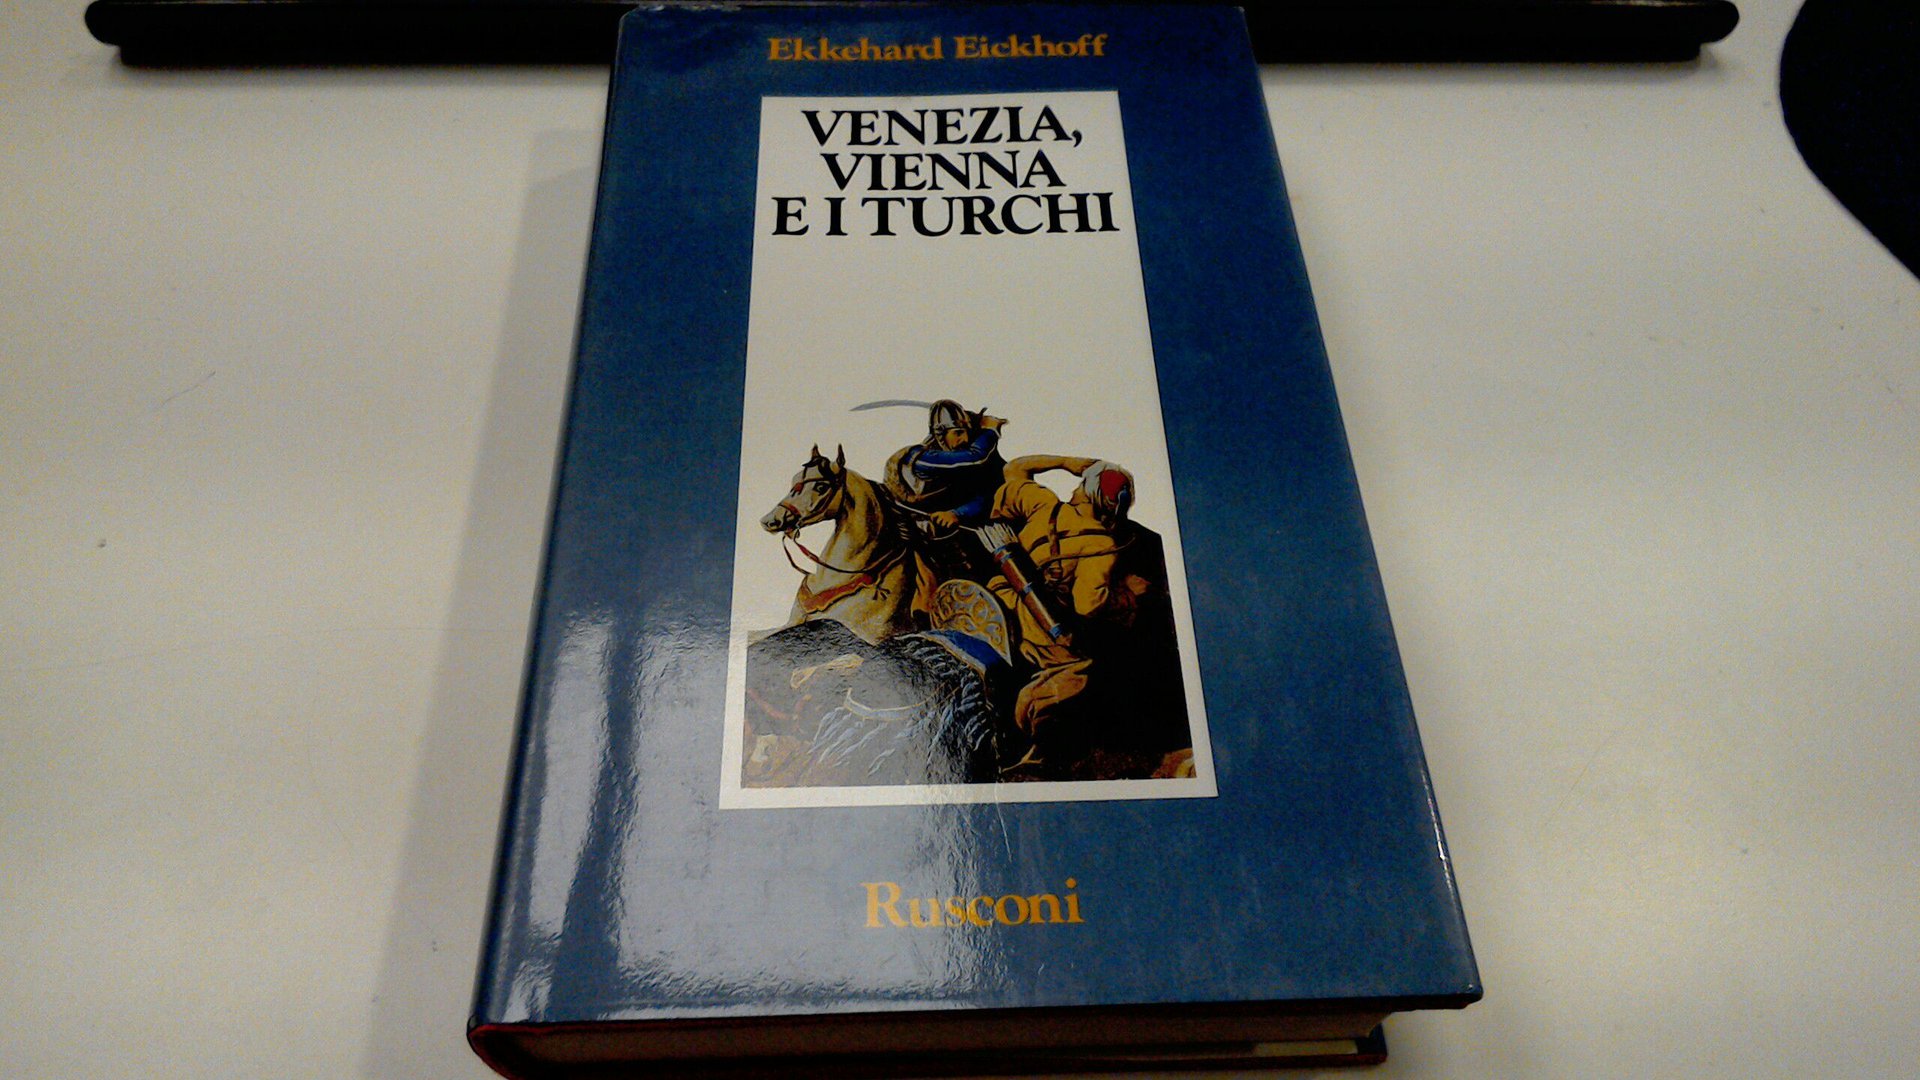 Ekkehard Eickhoff
VENEZIA,
VIENNA
E I TURCHI
Rusconi